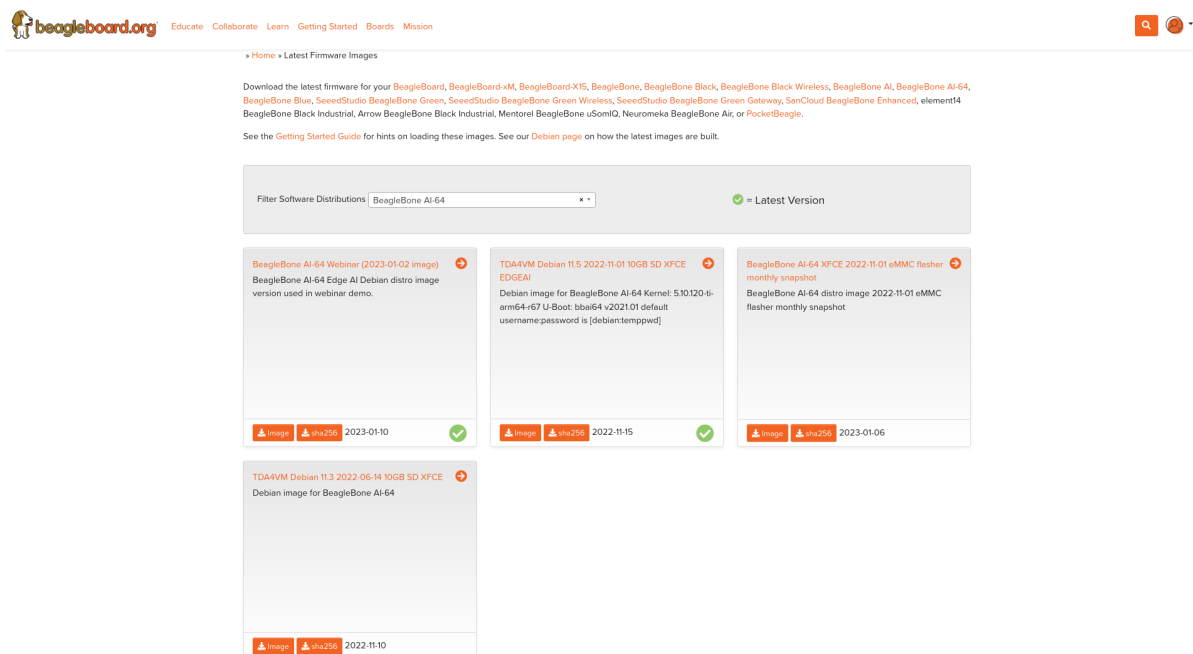 beagleboard.org Educate Collaborate Learn Getting Started Boards Mission
» Home » Latest Firmware Images
Download the latest firmware for your BeagleBoard, BeagleBoard-xM, BeagleBoard-X15, BeagleBone, BeagleBone Black, BeagleBone Black Wireless, BeagleBone AI, BeagleBone AI-64,
BeagleBone Blue, SeeedStudio BeagleBone Green, SeeedStudio BeagleBone Green Wireless, SeeedStudio BeagleBone Green Gateway, SanCloud BeagleBone Enhanced, element14
BeagleBone Black Industrial, Arrow BeagleBone Black Industrial, Mentorel BeagleBone uSomIQ, Neuromeka BeagleBone Air, or PocketBeagle.
See the Getting Started Guide for hints on loading these images. See our Debian page on how the latest images are built.
Filter Software Distributions BeagleBone AI-64 ×
= Latest Version
BeagleBone AI-64 Webinar (2023-01-02 image)
BeagleBone AI-64 Edge AI Debian distro image
version used in webinar demo.
Image sha256 2023-01-10
TDA4VM Debian 11.5 2022-11-01 10GB SD XFCE
EDGEAI
Debian image for BeagleBone AI-64 Kernel: 5.10.120-ti-
arm64-r67 U-Boot: bbai64 v2021.01 default
username:password is [debian:temppwd]
Image sha256 2022-11-15
BeagleBone AI-64 XFCE 2022-11-01 eMMC flasher
monthly snapshot
BeagleBone AI-64 distro image 2022-11-01 eMMC
flasher monthly snapshot
Image sha256 2023-01-06
TDA4VM Debian 11.3 2022-06-14 10GB SD XFCE
Debian image for BeagleBone AI-64
Image sha256 2022-11-10